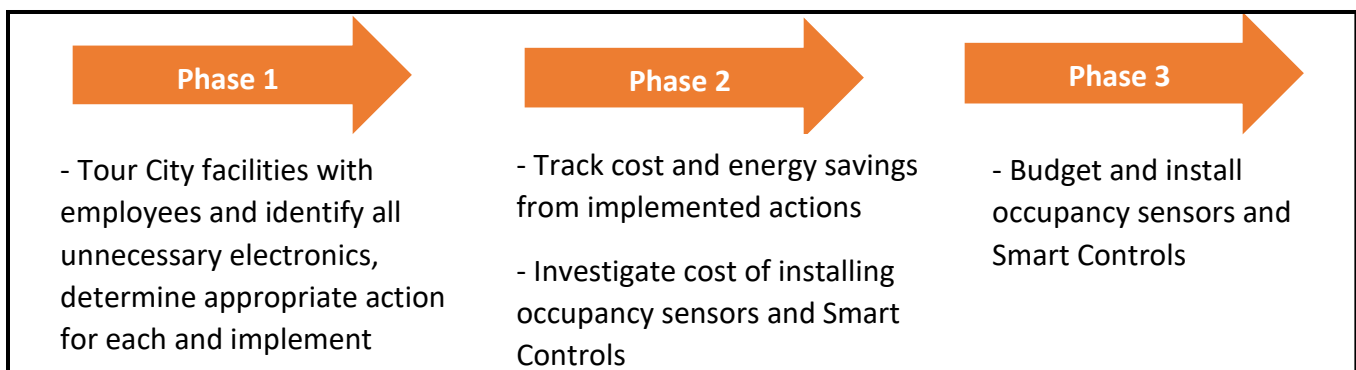 Phase 1
- Tour City facilities with
employees and identify all
unnecessary electronics,
determine appropriate action
for each and implement
Phase 2
- Track cost and energy savings
from implemented actions
- Investigate cost of installing
occupancy sensors and Smart
Controls
Phase 3
- Budget and install
occupancy sensors and
Smart Controls